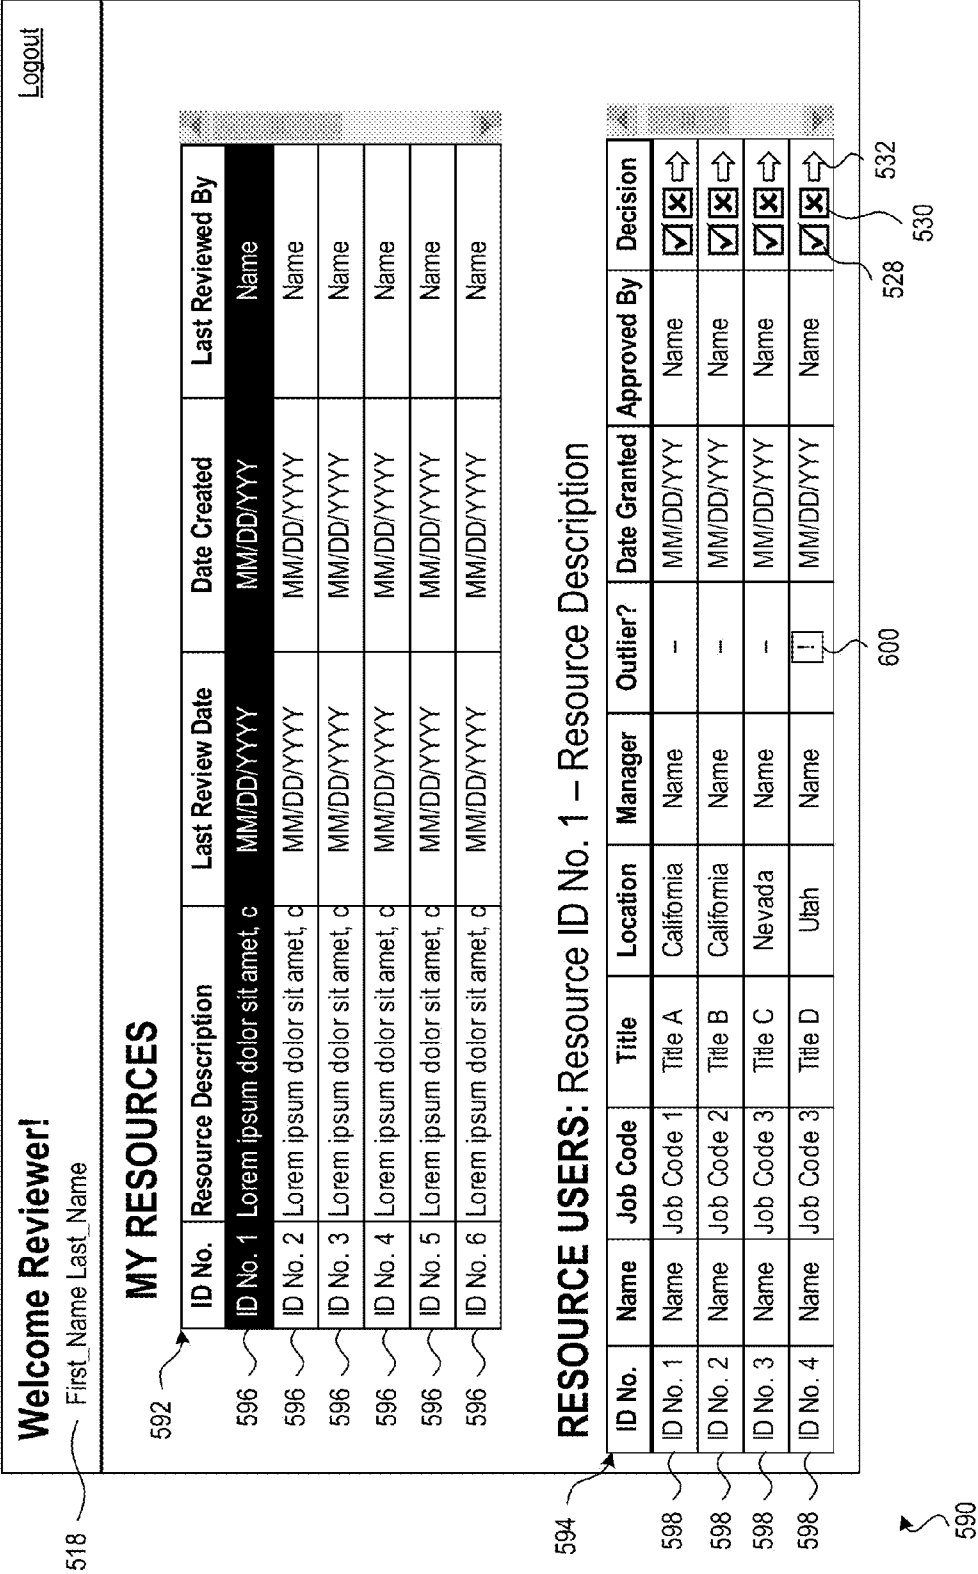 Welcome Reviewer! Logout
518 First_Name Last_Name
MY RESOURCES
592
ID No. Resource Description Last Review Date Date Created Last Reviewed By
596 ID No. 1 Lorem ipsum dolor sit amet, c MM/DD/YYYY MM/DD/YYY Name
596 ID No. 2 Lorem ipsum dolor sit amet, c MM/DD/YYYY MM/DD/YYYY Name
596 ID No. 3 Lorem ipsum dolor sit amet, c MM/DD/YYYY MM/DD/YYYY Name
596 ID No. 4 Lorem ipsum dolor sit amet, c MM/DD/YYYY MM/DD/YYYY Name
596 ID No. 5 Lorem ipsum dolor sit amet, c MM/DD/YYYY MM/DD/YYYY Name
596 ID No. 6 Lorem ipsum dolor sit amet, c MM/DD/YYYY MM/DD/YYYY Name
RESOURCE USERS: Resource ID No. 1 – Resource Description
594
ID No. Name Job Code Title Location Manager Outlier? Date Granted Approved By Decision
598 ID No. 1 Name Job Code 1 Title A California Name – MM/DD/YYY Name
598 ID No. 2 Name Job Code 2 Title B California Name – MM/DD/YYY Name
598 ID No. 3 Name Job Code 3 Title C Nevada Name – MM/DD/YYY Name
598 ID No. 4 Name Job Code 3 Title D Utah Name ! MM/DD/YYY Name
600 528 530 532
590